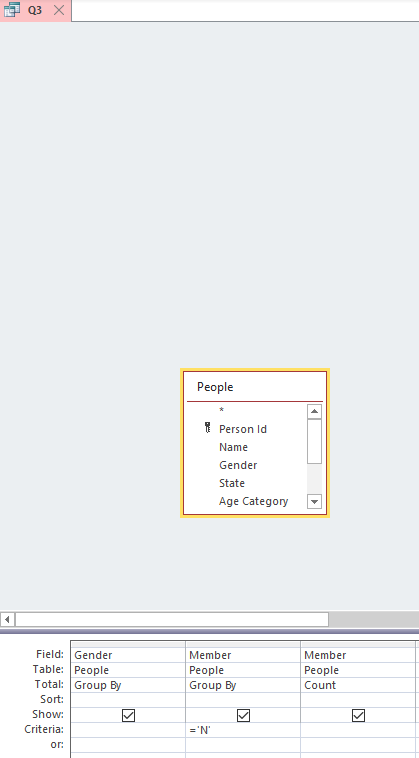 Q3
People
*
Person Id
Name
Gender
State
Age Category
Field: Gender Member Member
Table: People People People
Total: Group By Group By Count
Sort:
Show:
Criteria: ='N'
or: